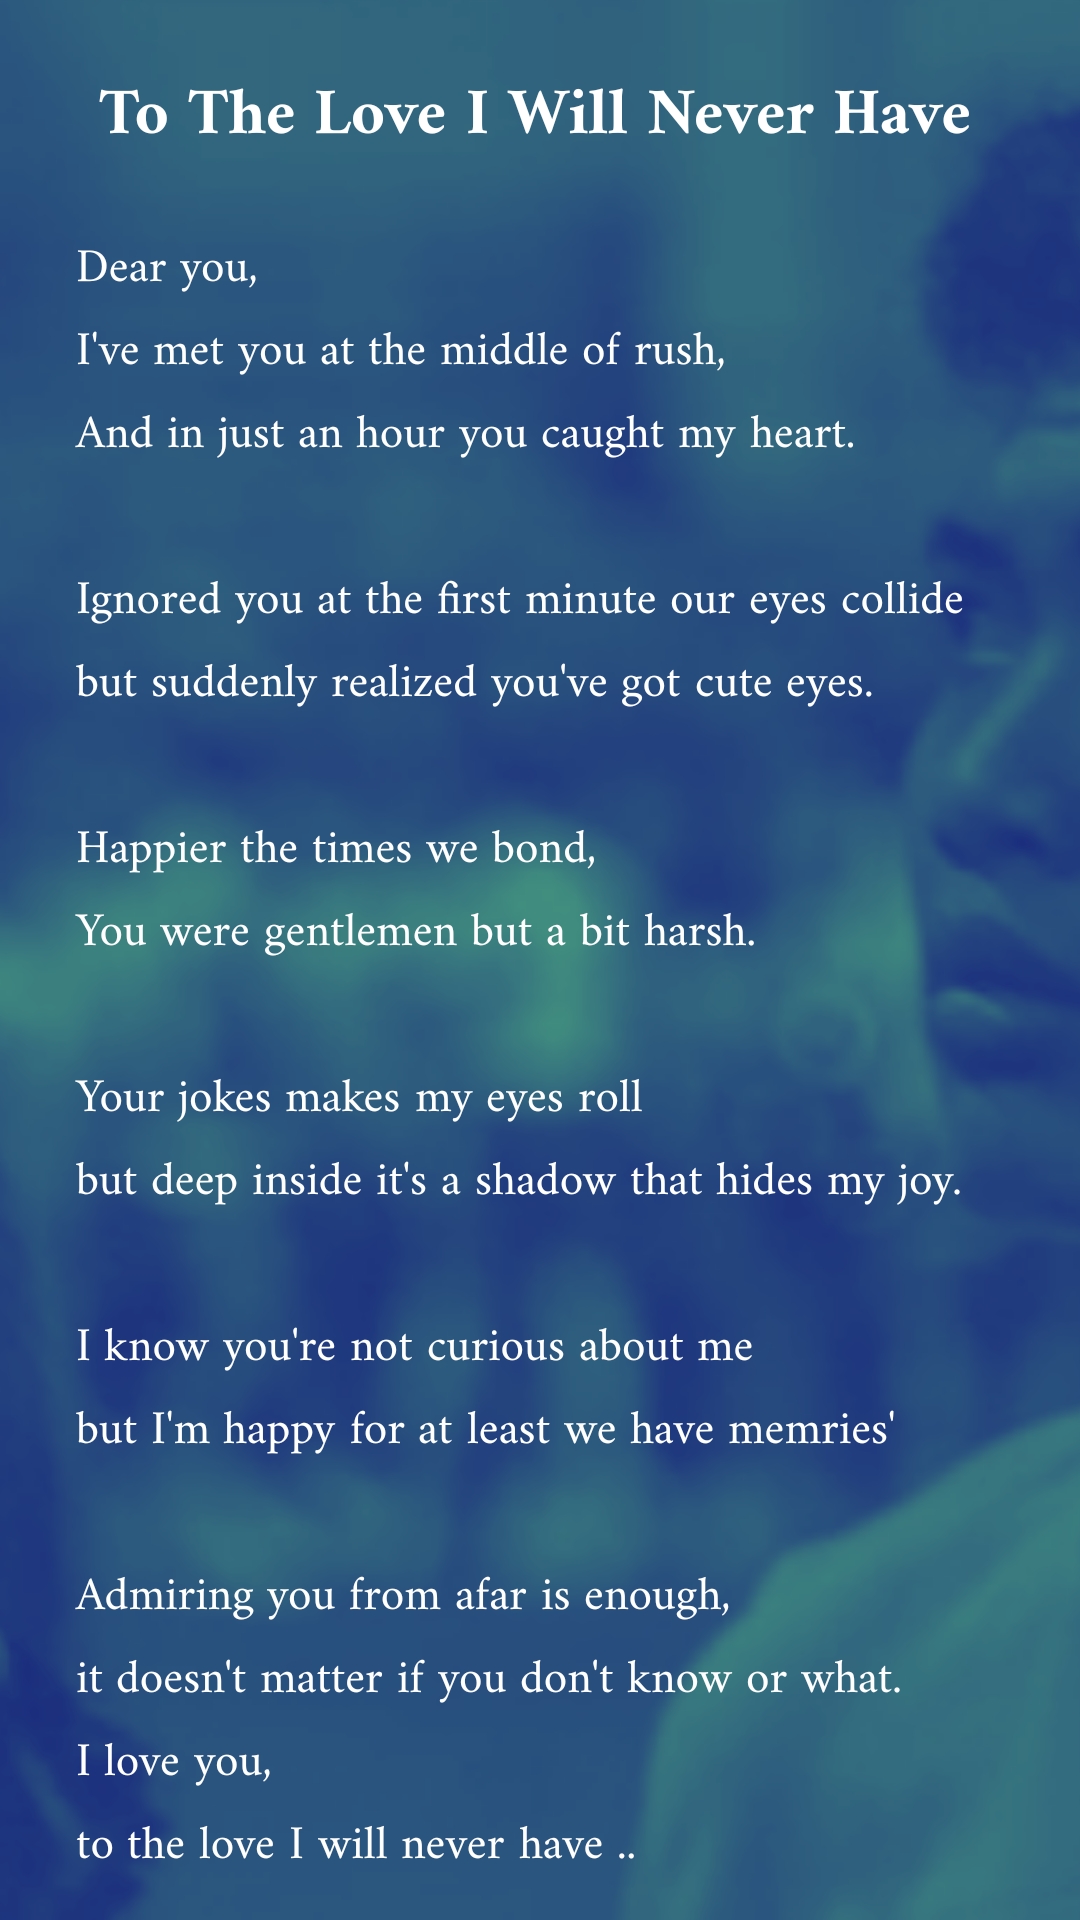 To The Love I Will Never Have
Dear you,
I've met you at the middle of rush,
And in just an hour you caught my heart.
Ignored you at the first minute our eyes collide
but suddenly realized you've got cute eyes.
Happier the times we bond,
You were gentlemen but a bit harsh.
Your jokes makes my eyes roll
but deep inside it's a shadow that hides my joy.
I know you're not curious about me
but I'm happy for at least we have memries'
Admiring you from afar is enough,
it doesn't matter if you don't know or what.
I love you,
to the love I will never have ..